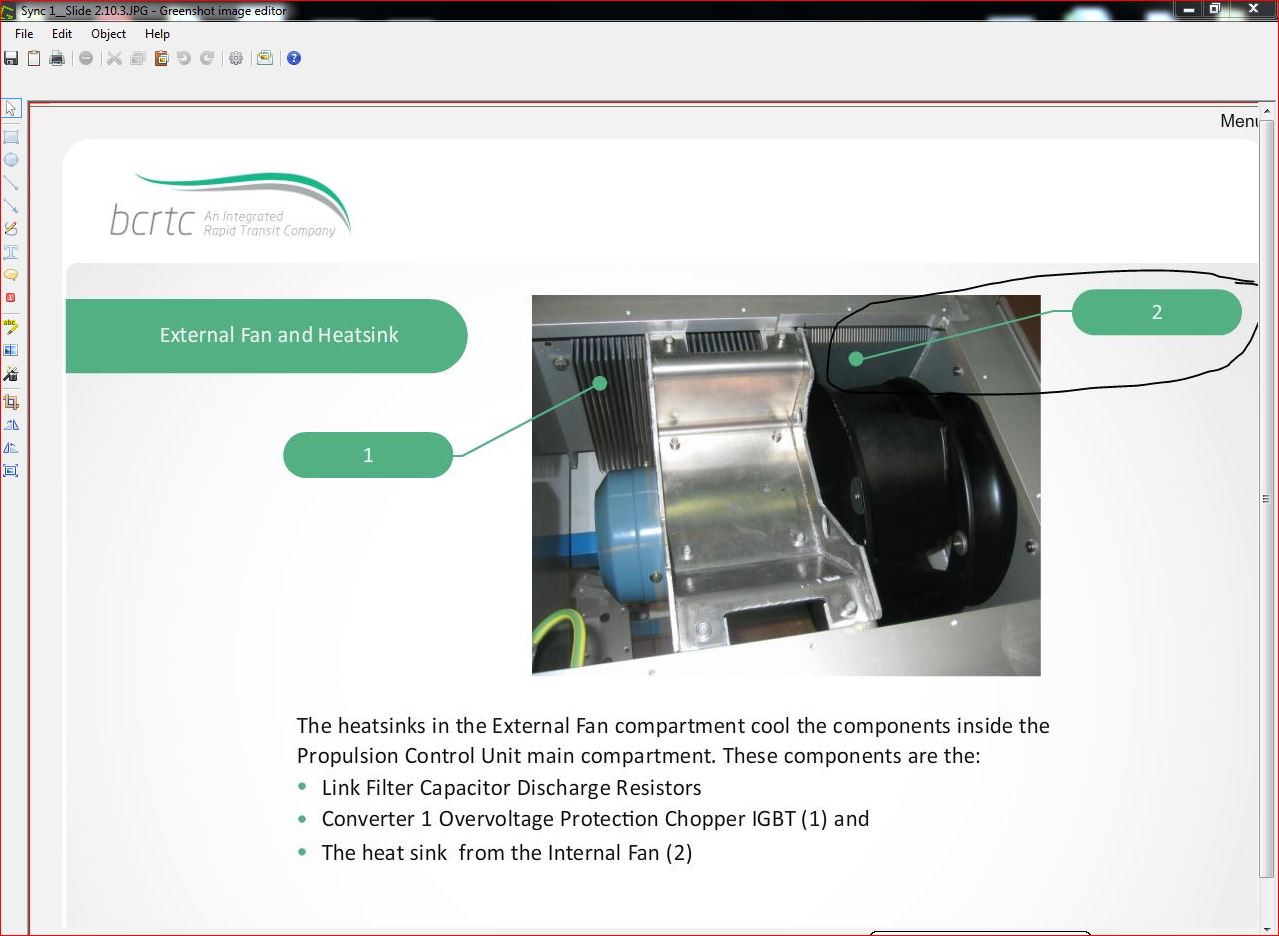 Sync 1__Slide 2.10.3.JPG - Greenshot image editor
File Edit Object Help
Menu
bcrtc An Integrated
Rapid Transit Company
External Fan and Heatsink
2
1
The heatsinks in the External Fan compartment cool the components inside the
Propulsion Control Unit main compartment. These components are the:
• Link Filter Capacitor Discharge Resistors
• Converter 1 Overvoltage Protection Chopper IGBT (1) and
• The heat sink from the Internal Fan (2)